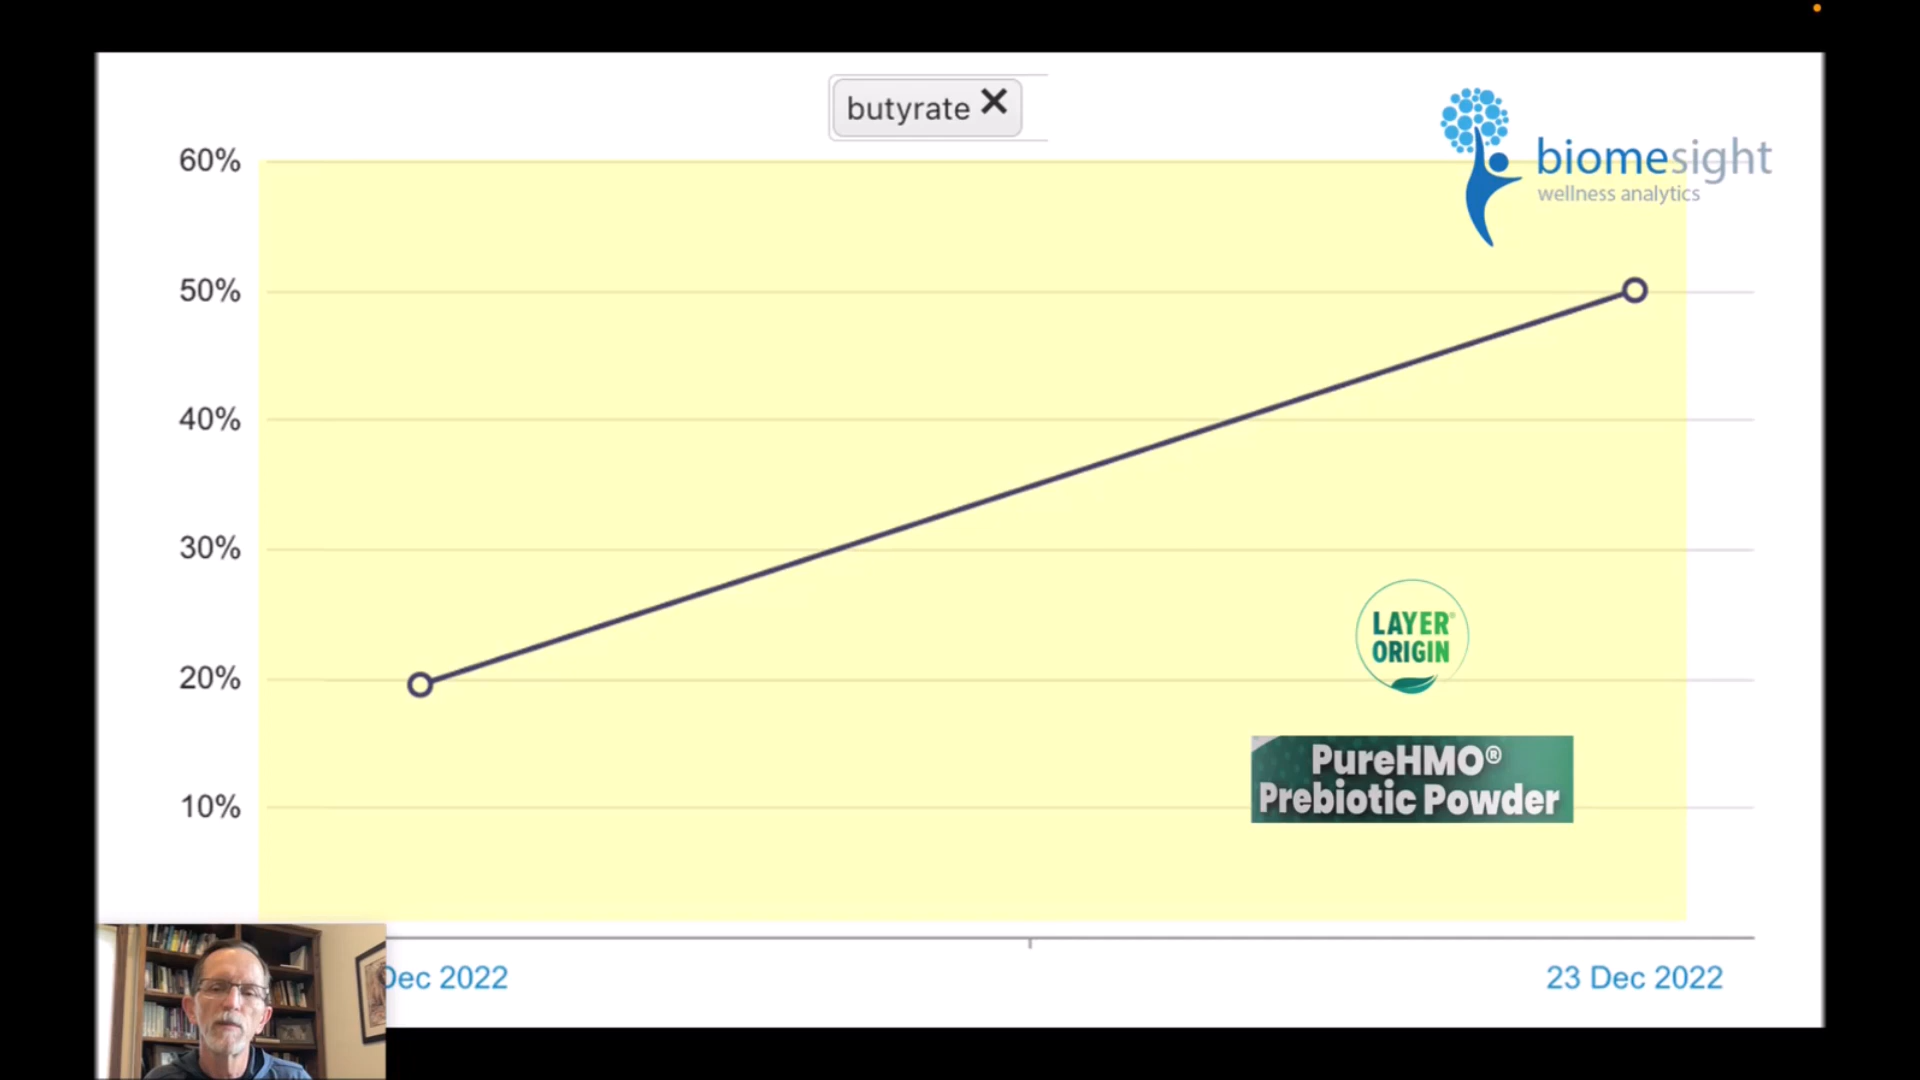 butyrate ✕
biomesight
wellness analytics
60%
50%
40%
30%
20%
10%
LAYER®
ORIGIN
PureHMO®
Prebiotic Powder
Dec 2022
23 Dec 2022